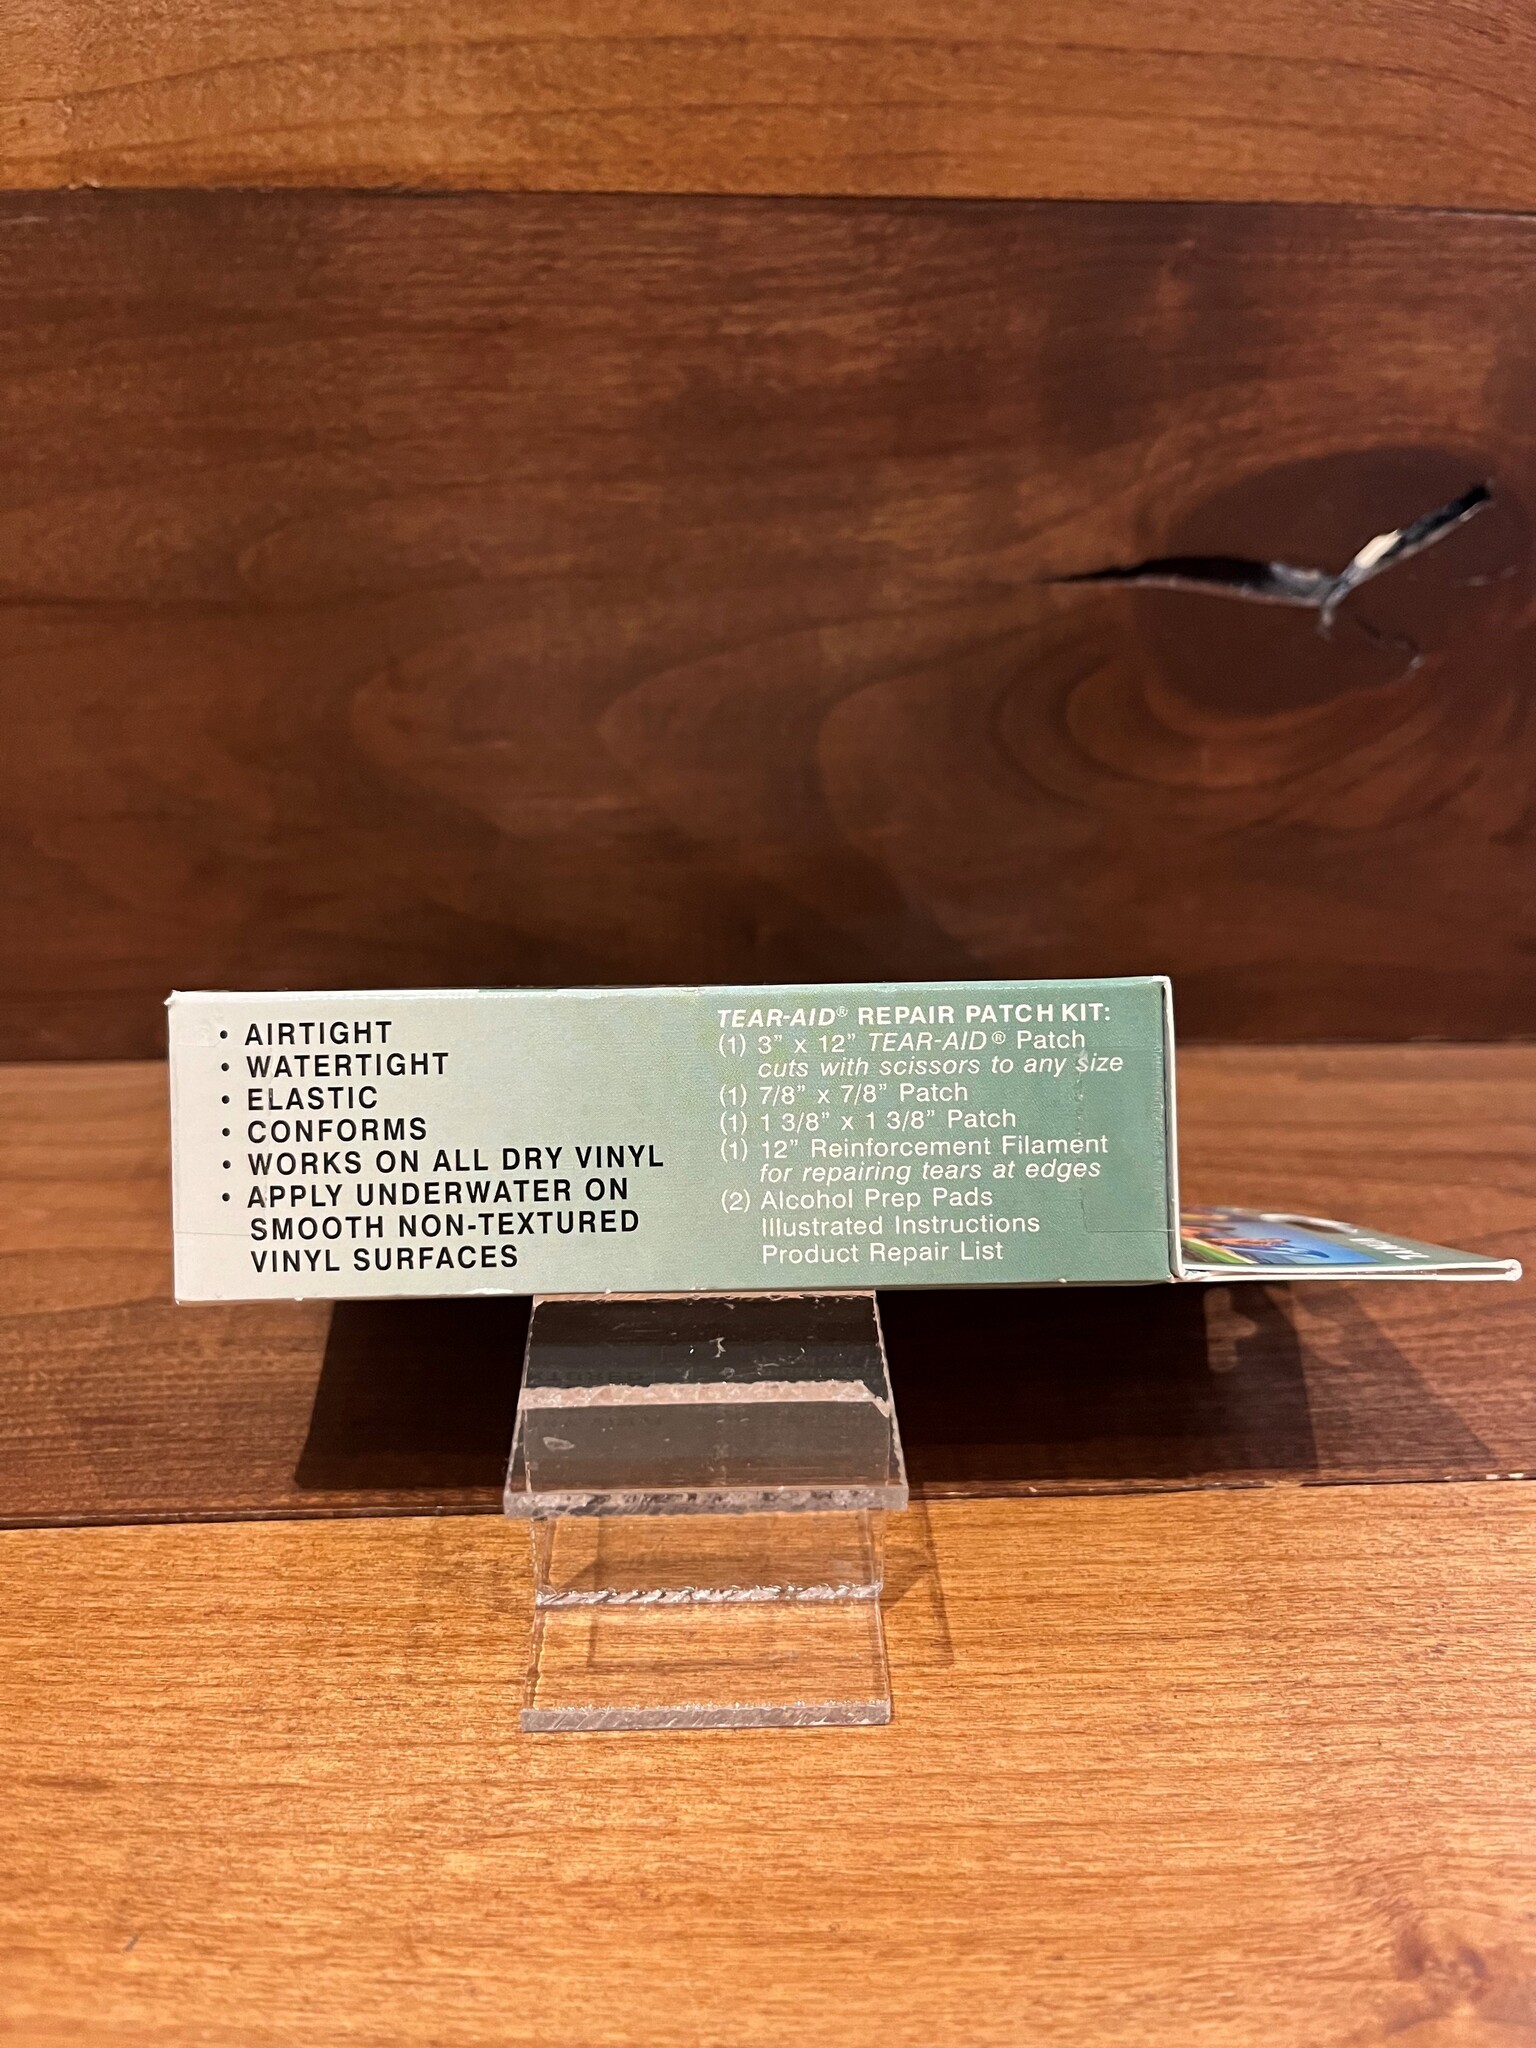 • AIRTIGHT
• WATERTIGHT
• ELASTIC
• CONFORMS
• WORKS ON ALL DRY VINYL
• APPLY UNDERWATER ON
SMOOTH NON-TEXTURED
VINYL SURFACES
TEAR-AID® REPAIR PATCH KIT:
(1) 3” x 12” TEAR-AID® Patch
cuts with scissors to any size
(1) 7/8” x 7/8” Patch
(1) 1 3/8” x 1 3/8” Patch
(1) 12” Reinforcement Filament
for repairing tears at edges
(2) Alcohol Prep Pads
Illustrated Instructions
Product Repair List